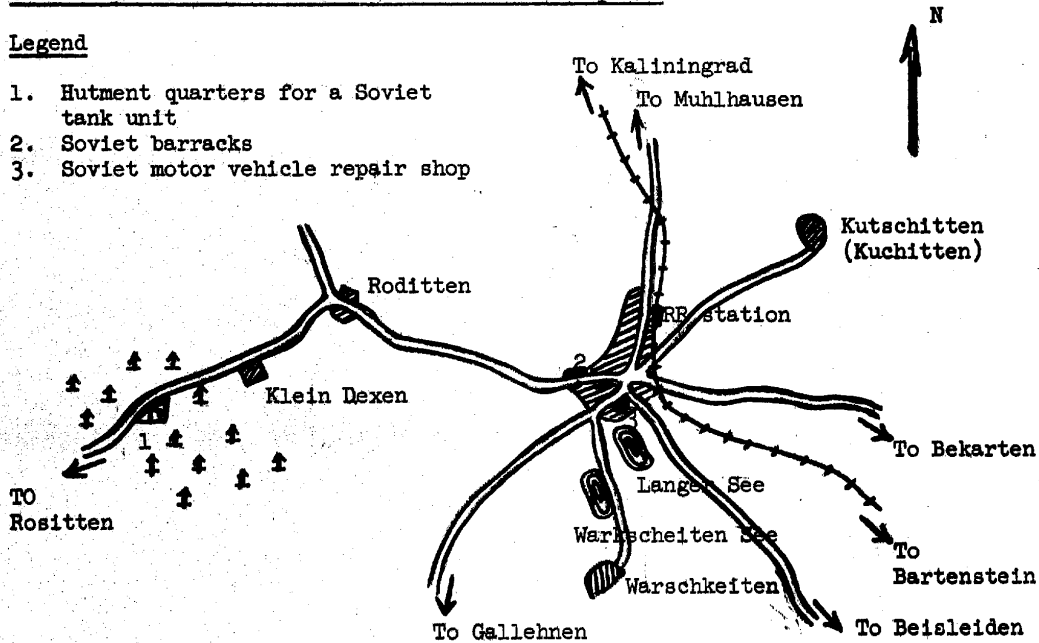 N
Legend
1. Hutment quarters for a Soviet
tank unit
2. Soviet barracks
3. Soviet motor vehicle repair shop
To Kaliningrad
To Muhlhausen
Kutschitten
(Kuchitten)
Roditten
RR station
2
Klein Dexen
1
3
To Bekarten
TO
Rositten
Langer See
Warkscheiten See
To
Bartenstein
Warschkeiten
To Gallehnen
To Beisleiden